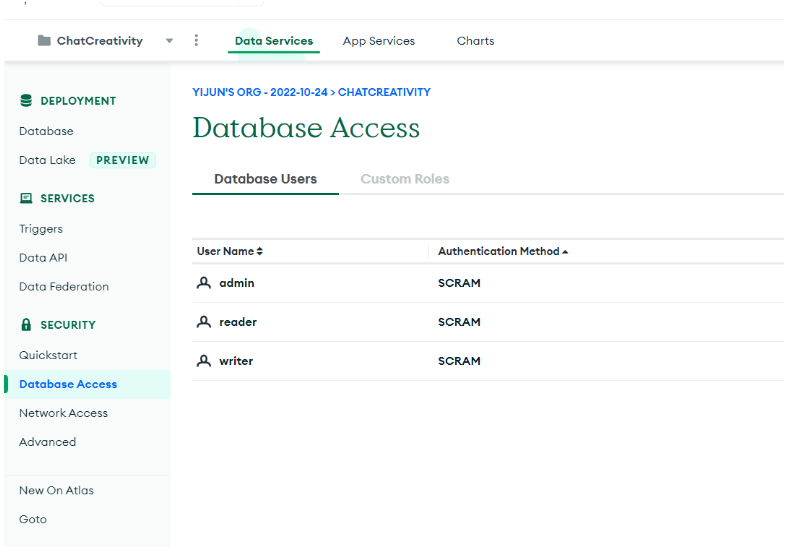 ChatCreativity
Data Services
App Services
Charts
DEPLOYMENT
Database
Data Lake PREVIEW
SERVICES
Triggers
Data API
Data Federation
SECURITY
Quickstart
Database Access
Network Access
Advanced
New On Atlas
Goto
YIJUN'S ORG - 2022-10-24 > CHATCREATIVITY
Database Access
Database Users Custom Roles
User Name Authentication Method
admin SCRAM
reader SCRAM
writer SCRAM